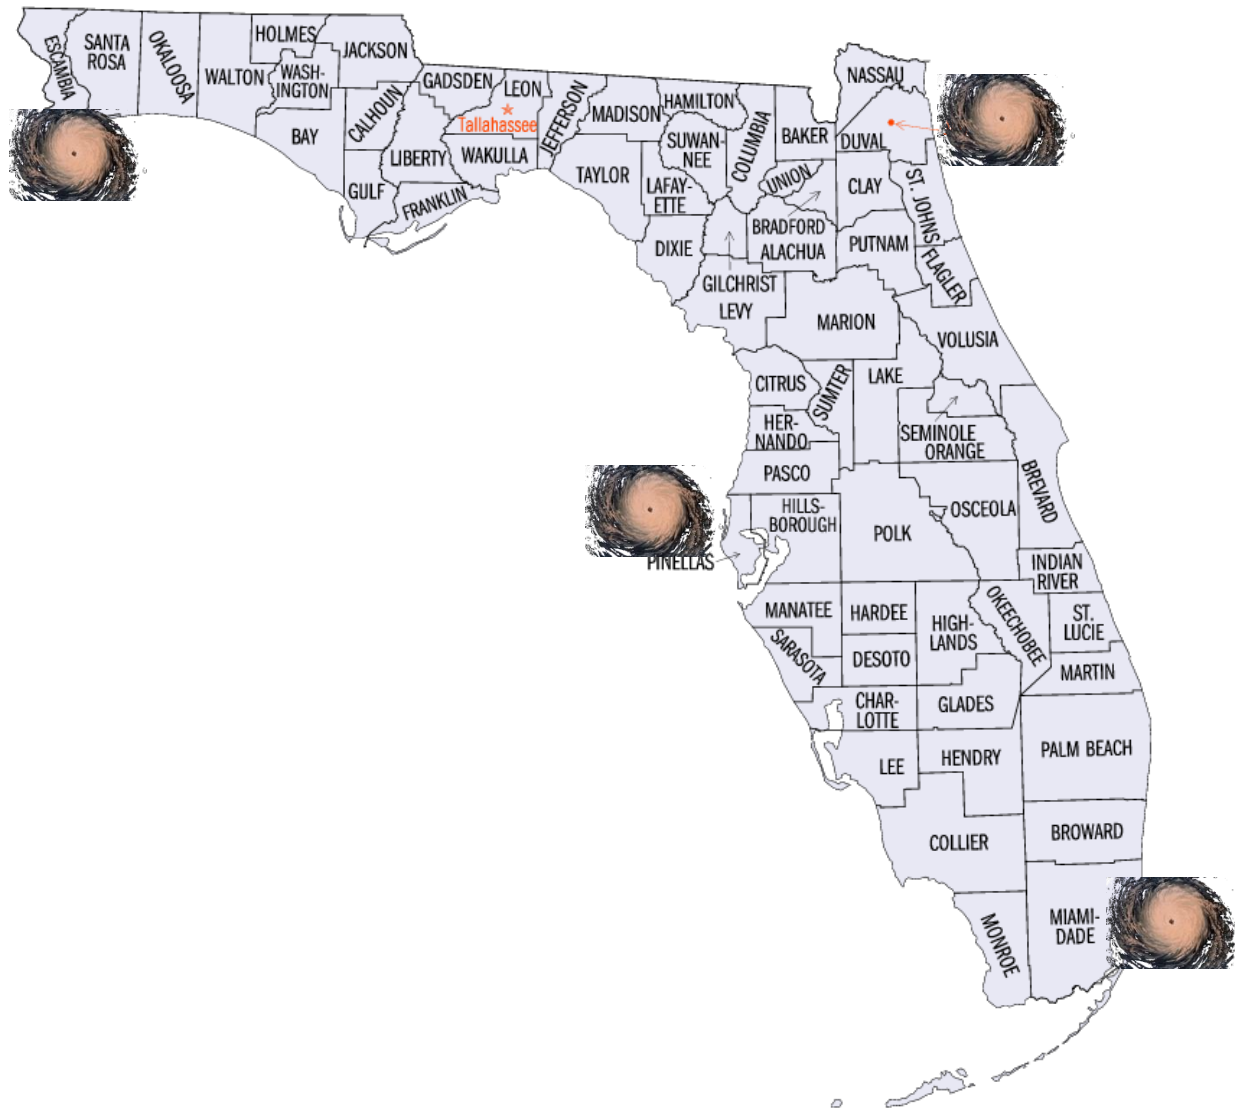 ESCAMBIA
SANTA
ROSA
OKALOOSA
WALTON
HOLMES
WASH-
INGTON
JACKSON
BAY
CALHOUN
GULF
LIBERTY
GADSDEN
LEON
Tallahassee
WAKULLA
FRANKLIN
JEFFERSON
MADISON
TAYLOR
HAMILTON
SUWAN-
NEE
LAFAY-
ETTE
DIXIE
COLUMBIA
BAKER
UNION
NASSAU
DUVAL
CLAY
ST. JOHNS
BRADFORD
ALACHUA
PUTNAM
FLAGLER
GILCHRIST
LEVY
MARION
VOLUSIA
CITRUS
SUMTER
LAKE
HER-
NANDO
SEMINOLE
ORANGE
PASCO
BREVARD
HILLS-
BOROUGH
POLK
OSCEOLA
PINELLAS
INDIAN
RIVER
MANATEE
HARDEE
HIGH-
LANDS
OKEECHOBEE
ST.
LUCIE
SARASOTA
DESOTO
MARTIN
CHAR-
LOTTE
GLADES
LEE
HENDRY
PALM BEACH
COLLIER
BROWARD
MONROE
MIAMI-
DADE